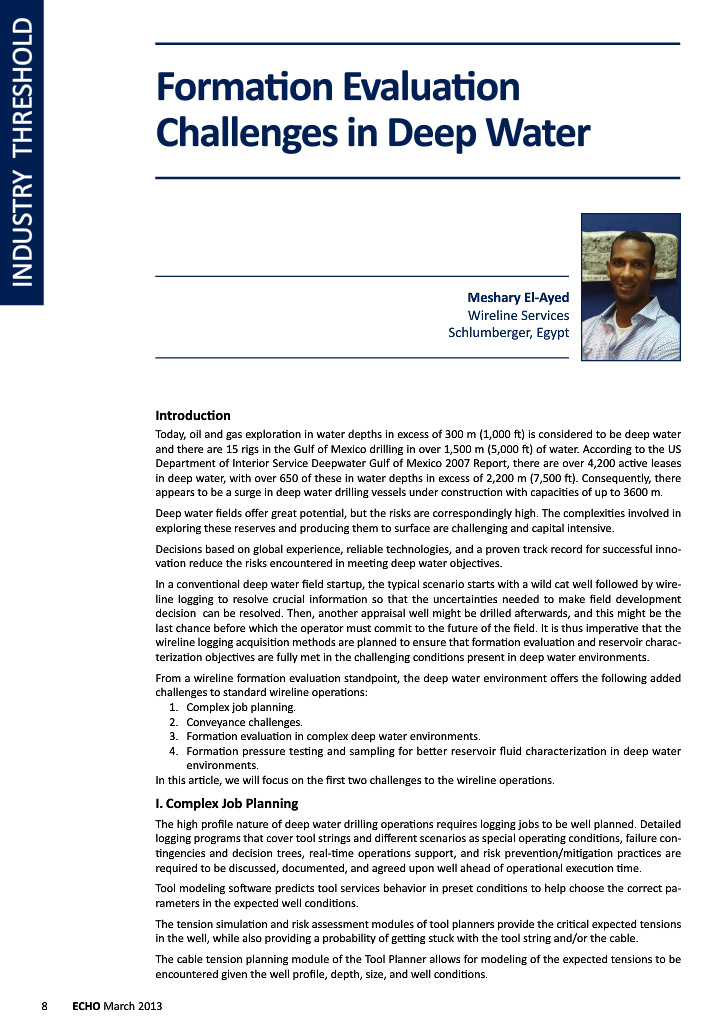 INDUSTRY THRESHOLD
Formation Evaluation
Challenges in Deep Water
Meshary El-Ayed
Wireline Services
Schlumberger, Egypt
Introduction
Today, oil and gas exploration in water depths in excess of 300 m (1,000 ft) is considered to be deep water
and there are 15 rigs in the Gulf of Mexico drilling in over 1,500 m (5,000 ft) of water. According to the US
Department of Interior Service Deepwater Gulf of Mexico 2007 Report, there are over 4,200 active leases
in deep water, with over 650 of these in water depths in excess of 2,200 m (7,500 ft). Consequently, there
appears to be a surge in deep water drilling vessels under construction with capacities of up to 3600 m.
Deep water fields offer great potential, but the risks are correspondingly high. The complexities involved in
exploring these reserves and producing them to surface are challenging and capital intensive.
Decisions based on global experience, reliable technologies, and a proven track record for successful inno-
vation reduce the risks encountered in meeting deep water objectives.
In a conventional deep water field startup, the typical scenario starts with a wild cat well followed by wire-
line logging to resolve crucial information so that the uncertainties needed to make field development
decision can be resolved. Then, another appraisal well might be drilled afterwards, and this might be the
last chance before which the operator must commit to the future of the field. It is thus imperative that the
wireline logging acquisition methods are planned to ensure that formation evaluation and reservoir charac-
terization objectives are fully met in the challenging conditions present in deep water environments.
From a wireline formation evaluation standpoint, the deep water environment offers the following added
challenges to standard wireline operations:
1. Complex job planning.
2. Conveyance challenges.
3. Formation evaluation in complex deep water environments.
4. Formation pressure testing and sampling for better reservoir fluid characterization in deep water
environments.
In this article, we will focus on the first two challenges to the wireline operations.
I. Complex Job Planning
The high profile nature of deep water drilling operations requires logging jobs to be well planned. Detailed
logging programs that cover tool strings and different scenarios as special operating conditions, failure con-
tingencies and decision trees, real-time operations support, and risk prevention/mitigation practices are
required to be discussed, documented, and agreed upon well ahead of operational execution time.
Tool modeling software predicts tool services behavior in preset conditions to help choose the correct pa-
rameters in the expected well conditions.
The tension simulation and risk assessment modules of tool planners provide the critical expected tensions
in the well, while also providing a probability of getting stuck with the tool string and/or the cable.
The cable tension planning module of the Tool Planner allows for modeling of the expected tensions to be
encountered given the well profile, depth, size, and well conditions.
8 ECHO March 2013